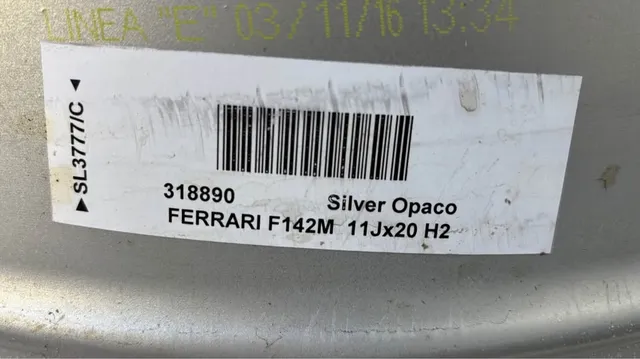 LINEA "E" 03/11/16 13:34
►SL3777/C◄
318890 Silver Opaco
FERRARI F142M 11Jx20 H2